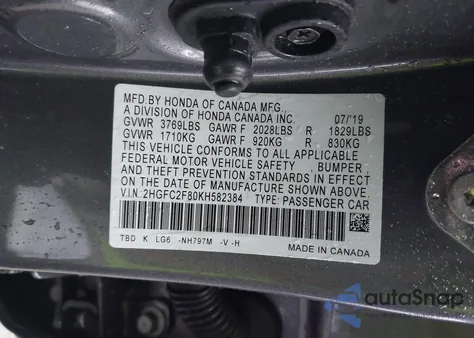 MFD.BY HONDA OF CANADA MFG.
A DIVISION OF HONDA CANADA INC. 07/19
GVWR 3769LBS GAWR F 2028LBS R 1829LBS
GVWR 1710KG GAWR F 920KG R 830KG
THIS VEHICLE CONFORMS TO ALL APPLICABLE
FEDERAL MOTOR VEHICLE SAFETY , BUMPER ,
AND THEFT PREVENTION STANDARDS IN EFFECT
ON THE DATE OF MANUFACTURE SHOWN ABOVE.
V.I.N: 2HGFC2F80KH582384 TYPE: PASSENGER CAR
TBD K LG6 -NH797M -V -H MADE IN CANADA
autoSnap